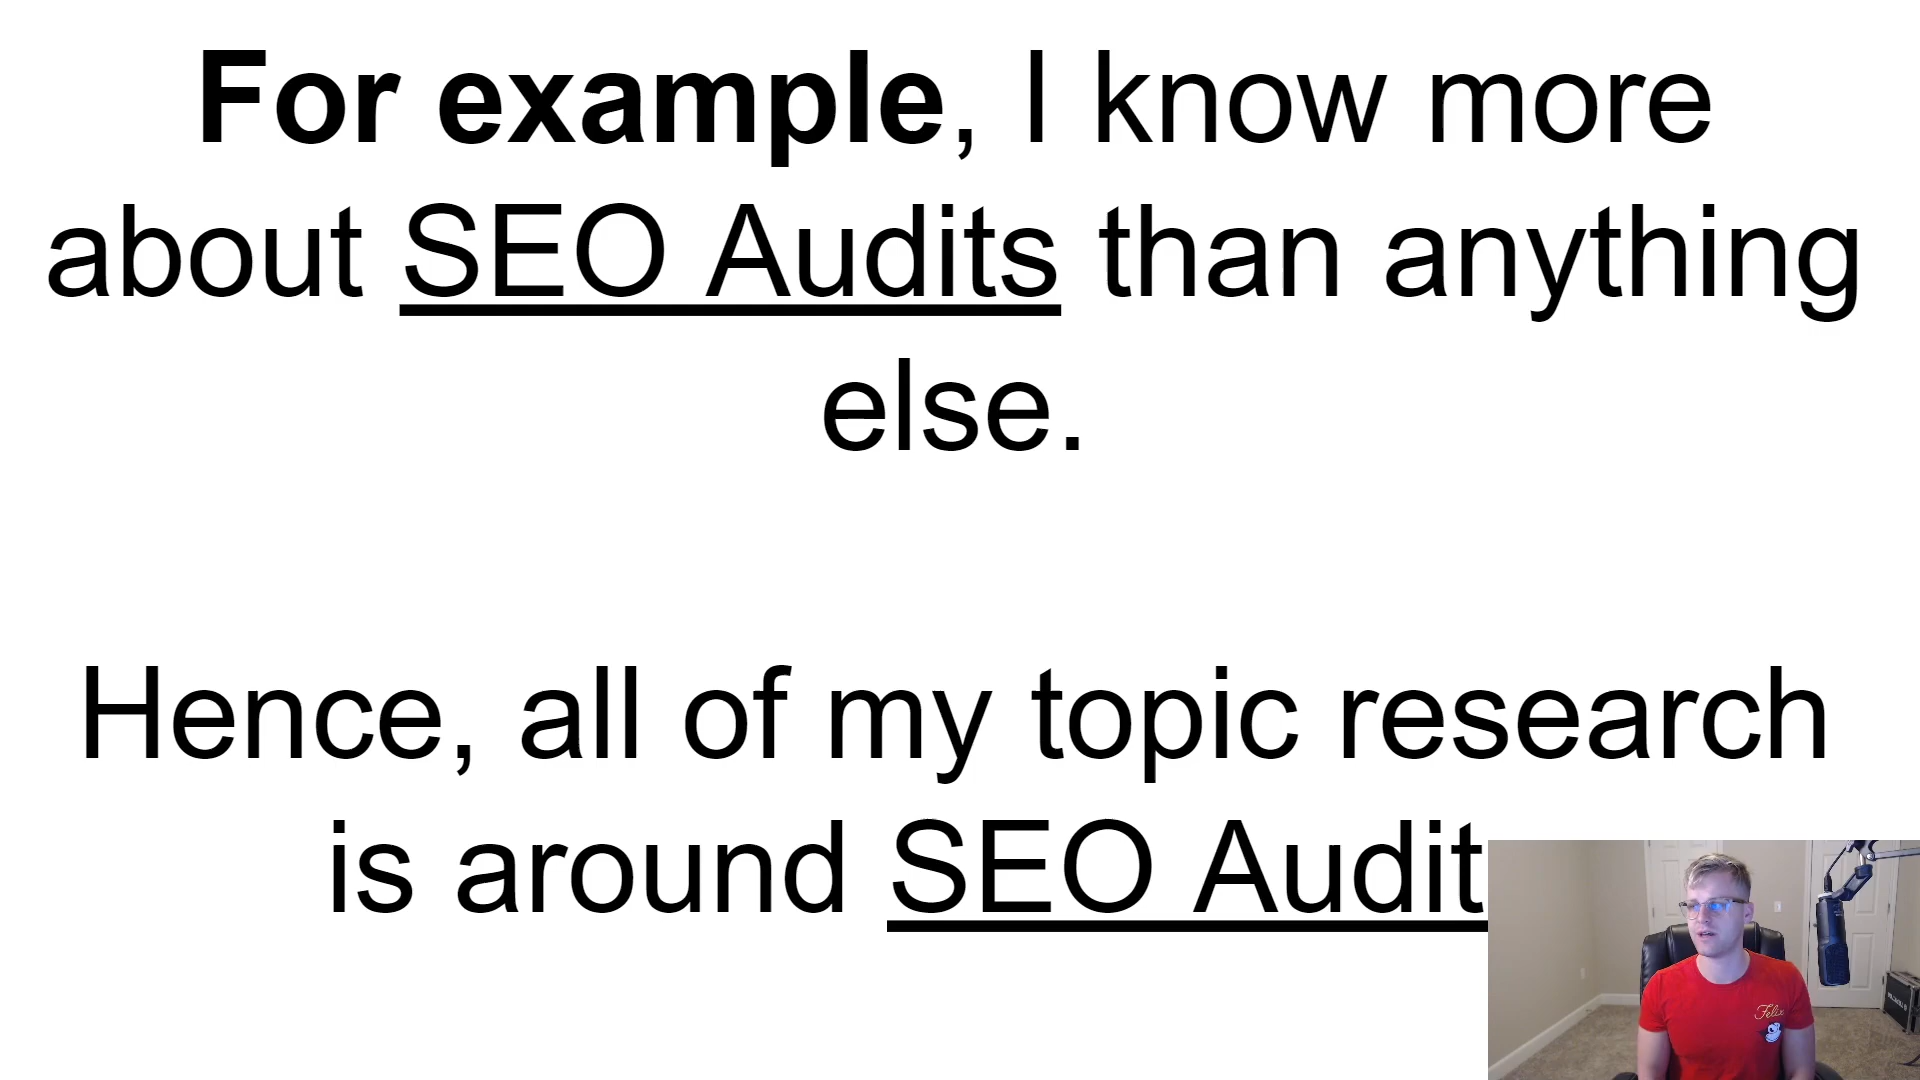 For example, I know more
about SEO Audits than anything
else.
Hence, all of my topic research
is around SEO Audit
Felix